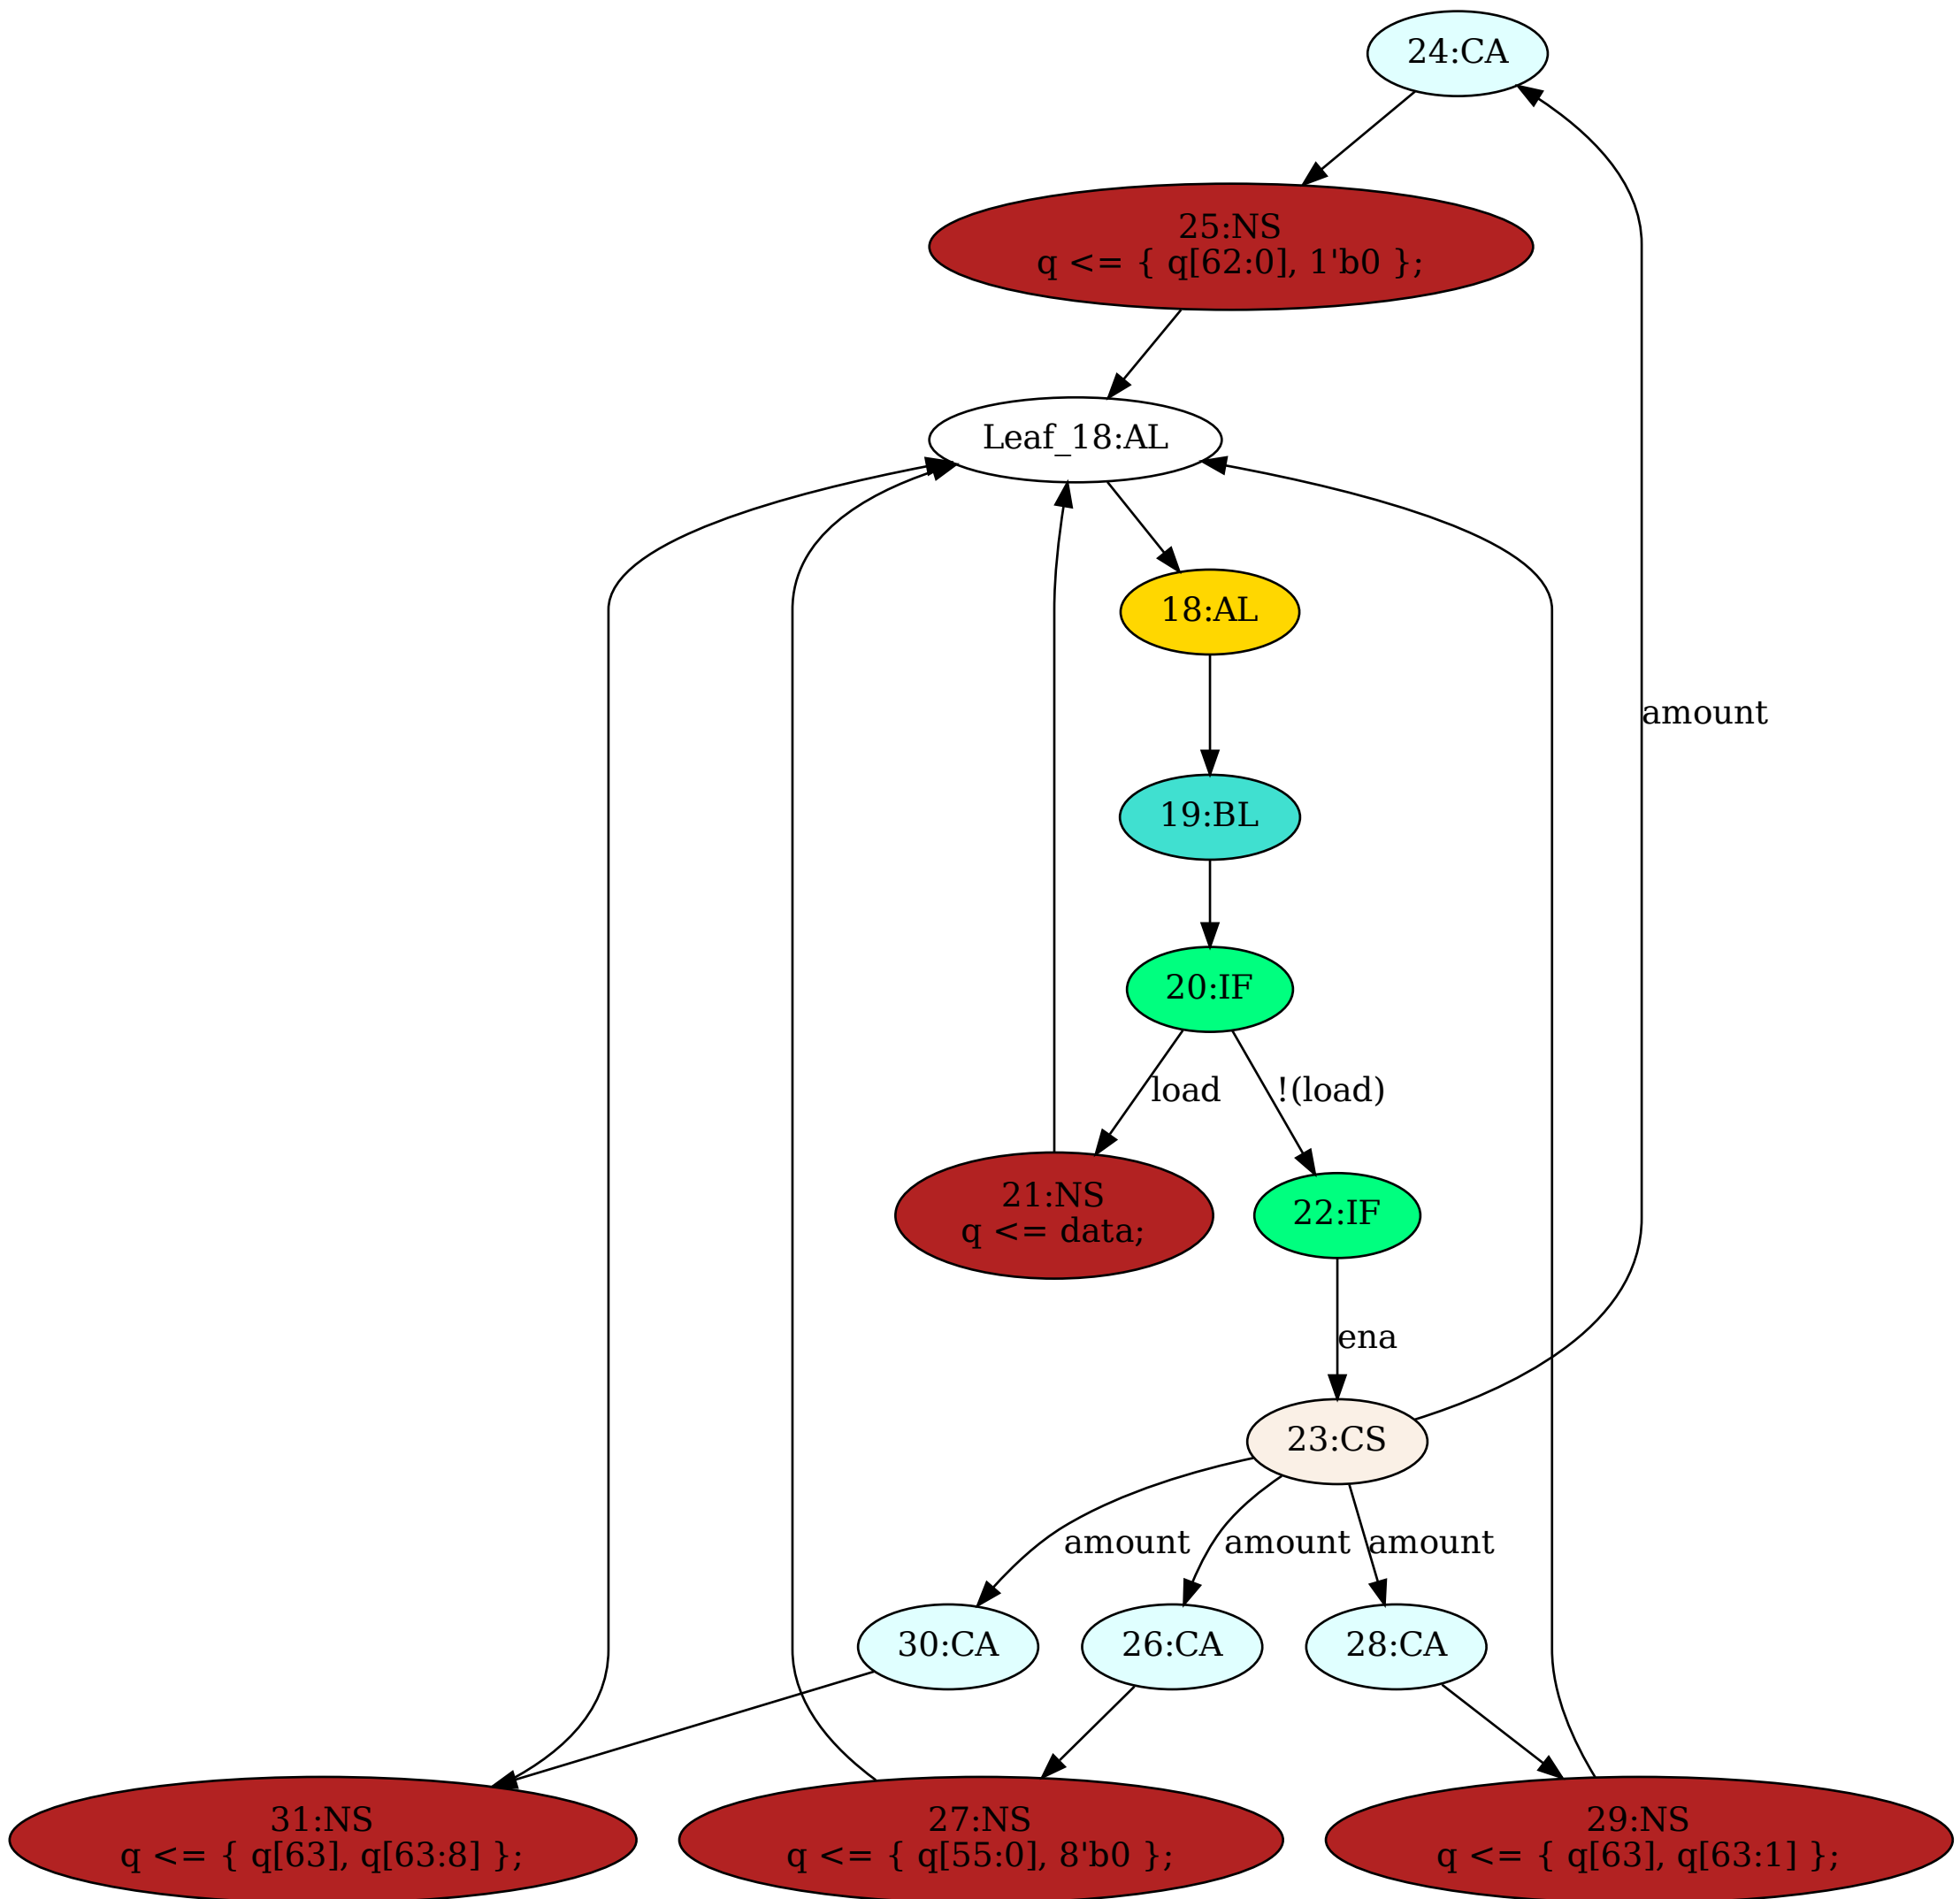 24:CA
25:NS
q <= { q[62:0], 1'b0 };
Leaf_18:AL
18:AL
amount
19:BL
20:IF
load
!(load)
21:NS
q <= data;
22:IF
ena
23:CS
amount
amount
amount
30:CA
26:CA
28:CA
31:NS
q <= { q[63], q[63:8] };
27:NS
q <= { q[55:0], 8'b0 };
29:NS
q <= { q[63], q[63:1] };